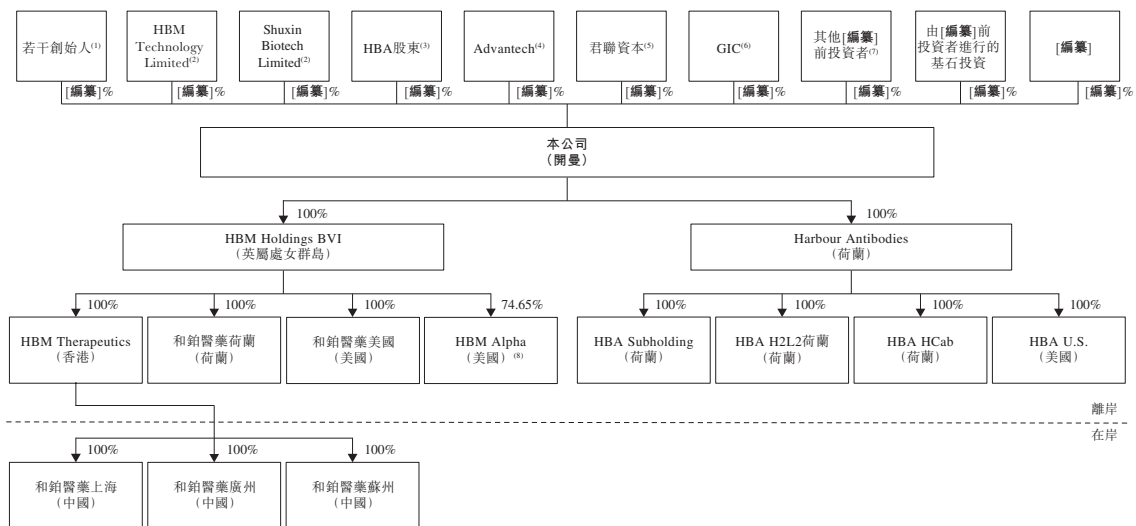 若干創始人(1)
HBM
Technology
Limited(2)
Shuxin
Biotech
Limited(2)
HBA股東(3)
Advantech(4)
君聯資本(5)
GIC(6)
其他[編纂]
前投資者(7)
由[編纂]前
投資者進行的
基石投資
[編纂]
[編纂]%
[編纂]%
[編纂]%
[編纂]%
[編纂]%
[編纂]%
[編纂]%
[編纂]%
[編纂]%
[編纂]%
本公司
（開曼）
100%
100%
HBM Holdings BVI
（英屬處女群島）
Harbour Antibodies
（荷蘭）
100%
100%
100%
74.65%
100%
100%
100%
100%
HBM Therapeutics
（香港）
和鉑醫藥荷蘭
（荷蘭）
和鉑醫藥美國
（美國）
HBM Alpha
（美國）(8)
HBA Subholding
（荷蘭）
HBA H2L2荷蘭
（荷蘭）
HBA HCab
（荷蘭）
HBA U.S.
（美國）
離岸
在岸
100%
100%
100%
和鉑醫藥上海
（中國）
和鉑醫藥廣州
（中國）
和鉑醫藥蘇州
（中國）